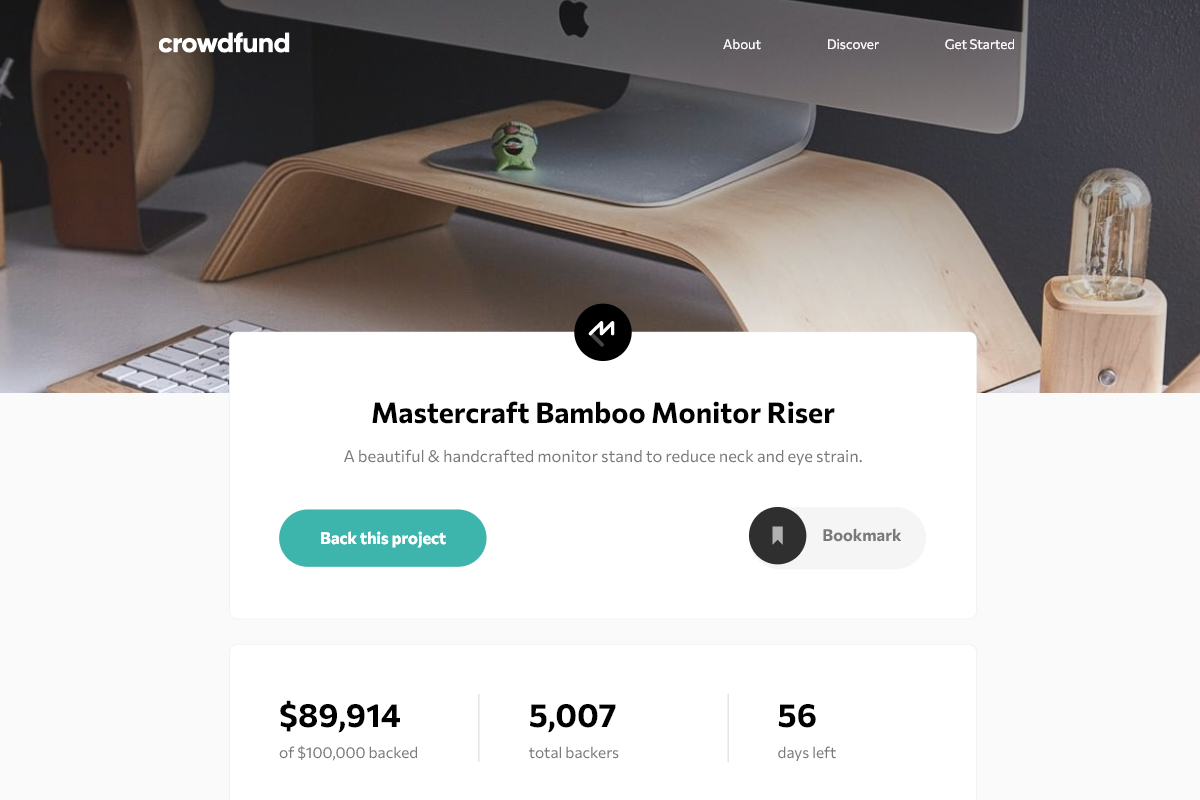 crowdfund
About
Discover
Get Started
Mastercraft Bamboo Monitor Riser
A beautiful & handcrafted monitor stand to reduce neck and eye strain.
Back this project
Bookmark
$89,914
of $100,000 backed
5,007
total backers
56
days left